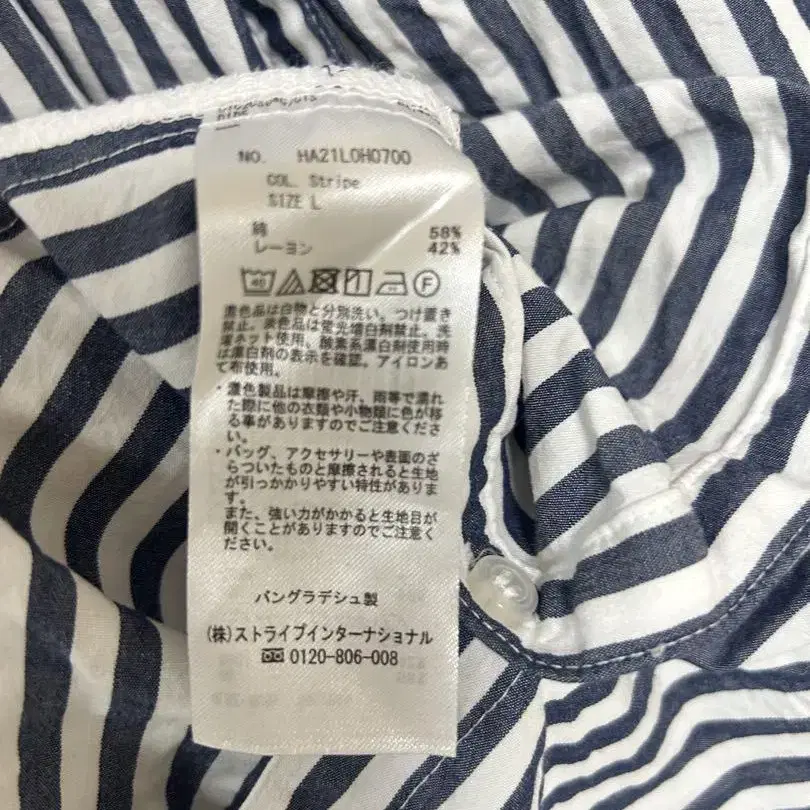 NO. HA21L0H0700
COL. Stripe
SIZE L
綿 58%
レーヨン 42%
40
F
濃色品は白物と分別洗い。つけ置き
禁止。淡色品は蛍光増白剤禁止、洗
濯ネット使用、酸素系漂白剤使用時
は漂白剤の表示を確認。アイロンあ
て布使用。
・濃色製品は摩擦や汗、雨等で濡れ
た際に他の衣類や小物類に色が移
る事がありますのでご注意くださ
い。
・バッグ、アクセサリーや表面のざ
らついたものと摩擦されると生地
が引っかかりやすい特性がありま
す。
また、強い力がかかると生地目が
開くことがありますのでご注意く
ださい。
バングラデシュ製
(株)ストライプインターナショナル
0120-806-008